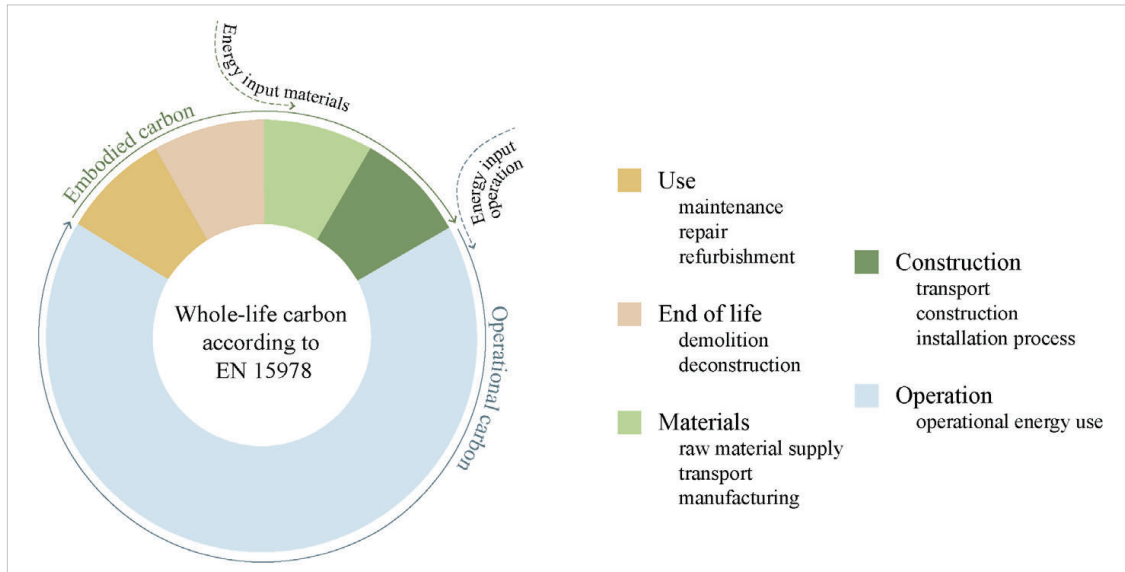 Energy
input materials
Embodied carbon
Energy input
operation
Operational carbon
Whole-life carbon
according to
EN 15978
Use
maintenance
repair
refurbishment
End of life
demolition
deconstruction
Materials
raw material supply
transport
manufacturing
Construction
transport
construction
installation process
Operation
operational energy use